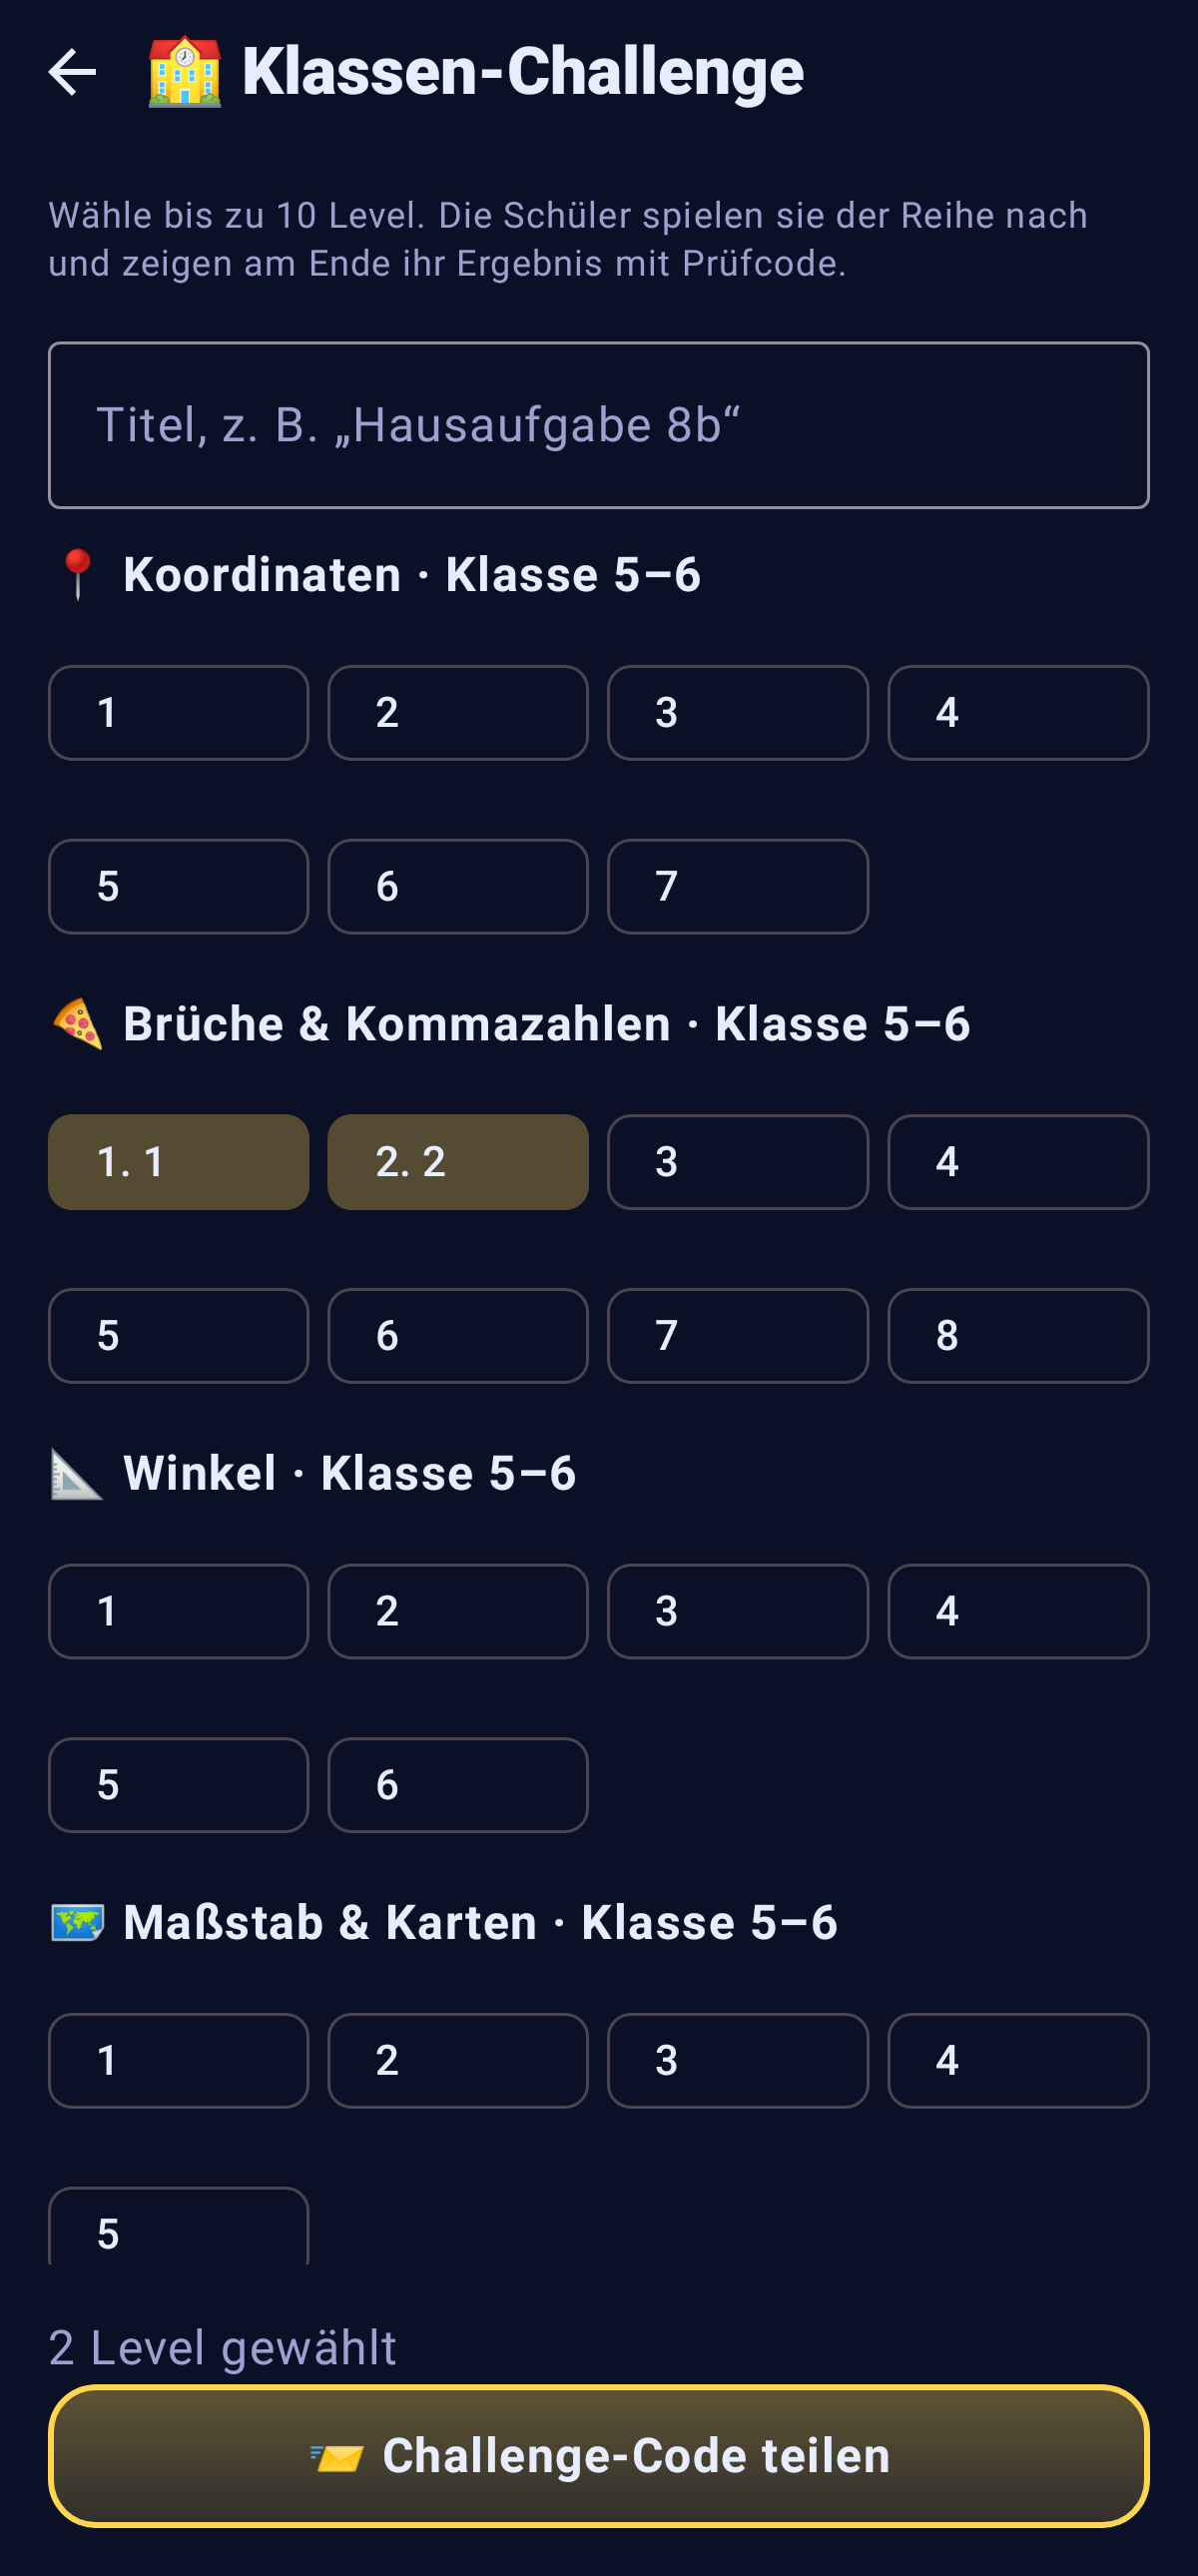 Klassen-Challenge
Wähle bis zu 10 Level. Die Schüler spielen sie der Reihe nach
und zeigen am Ende ihr Ergebnis mit Prüfcode.
Titel, z. B. „Hausaufgabe 8b“
Koordinaten · Klasse 5–6
1 2 3 4
5 6 7
Brüche & Kommazahlen · Klasse 5–6
1. 1 2. 2 3 4
5 6 7 8
Winkel · Klasse 5–6
1 2 3 4
5 6
Maßstab & Karten · Klasse 5–6
1 2 3 4
5
2 Level gewählt
Challenge-Code teilen